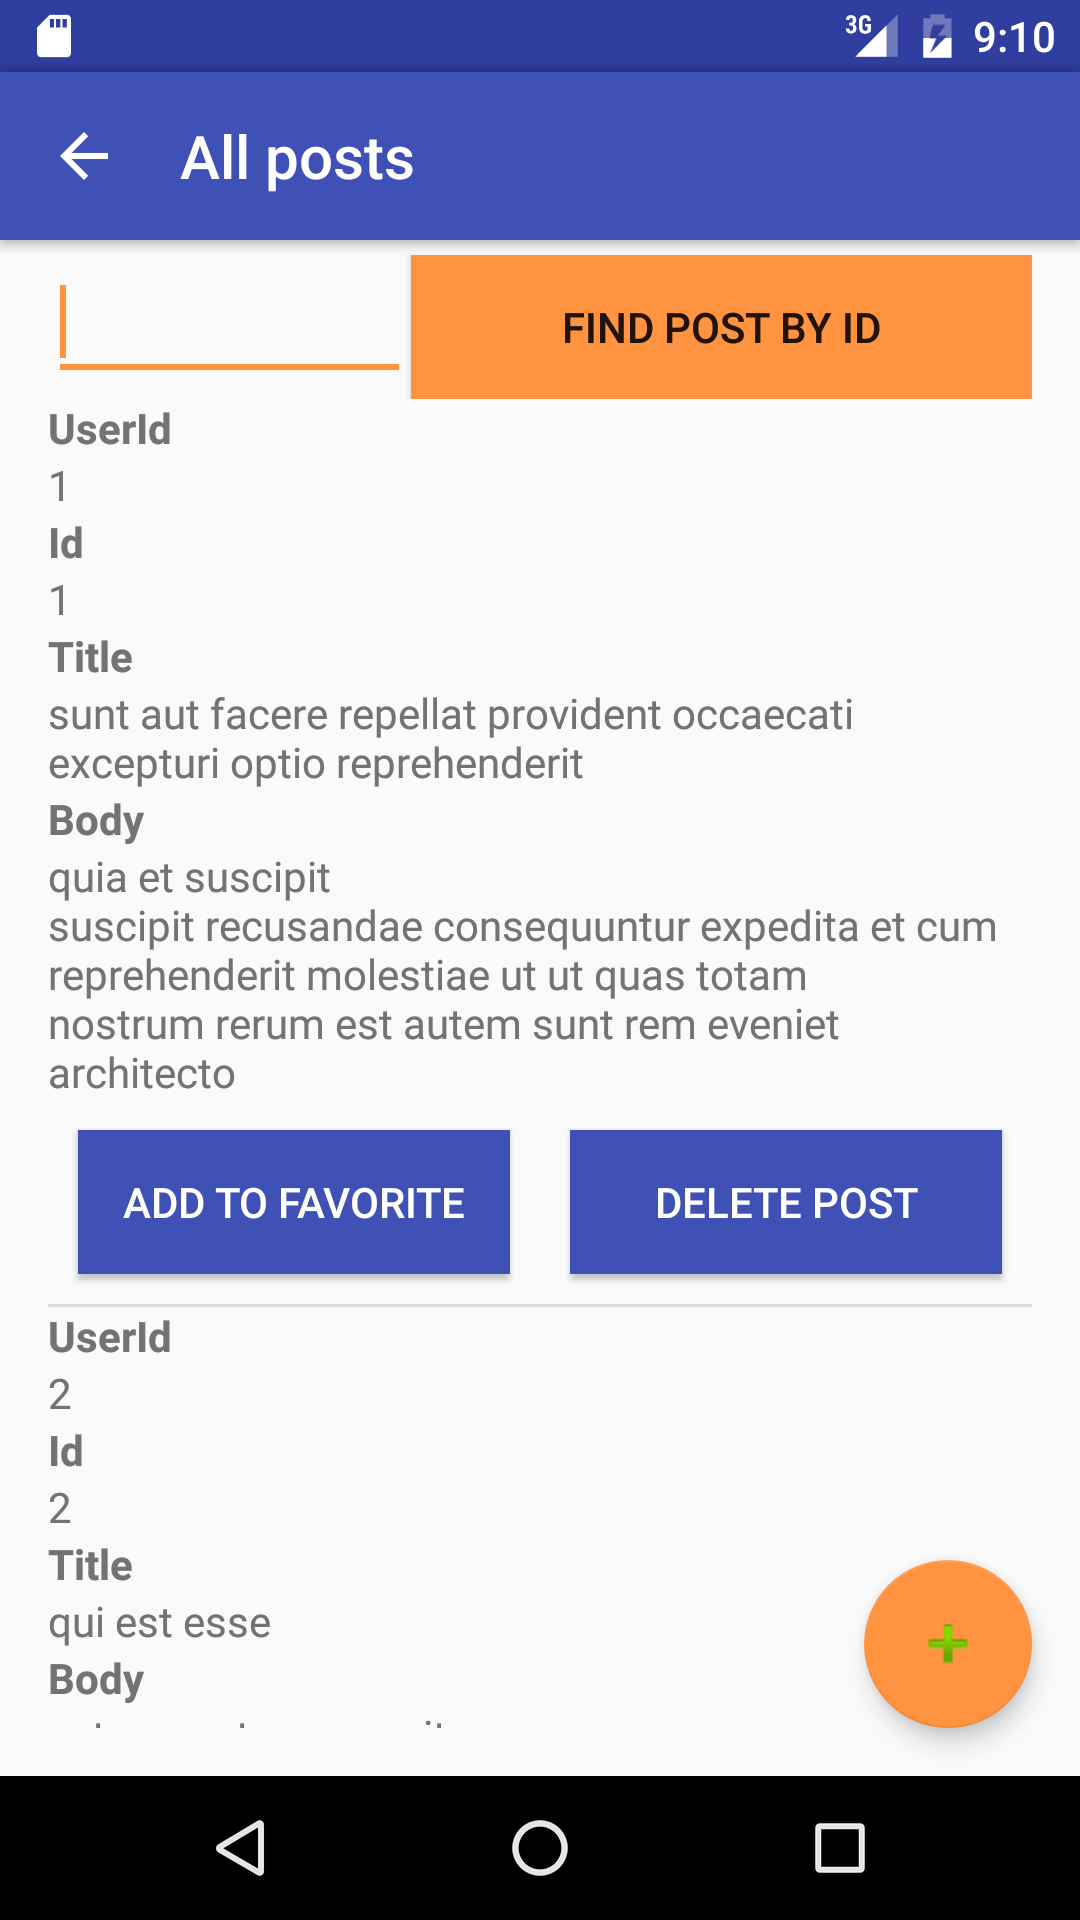 3G 9:10
All posts
FIND POST BY ID
UserId
1
Id
1
Title
sunt aut facere repellat provident occaecati
excepturi optio reprehenderit
Body
quia et suscipit
suscipit recusandae consequuntur expedita et cum
reprehenderit molestiae ut ut quas totam
nostrum rerum est autem sunt rem eveniet
architecto
ADD TO FAVORITE DELETE POST
UserId
2
Id
2
Title
qui est esse
Body